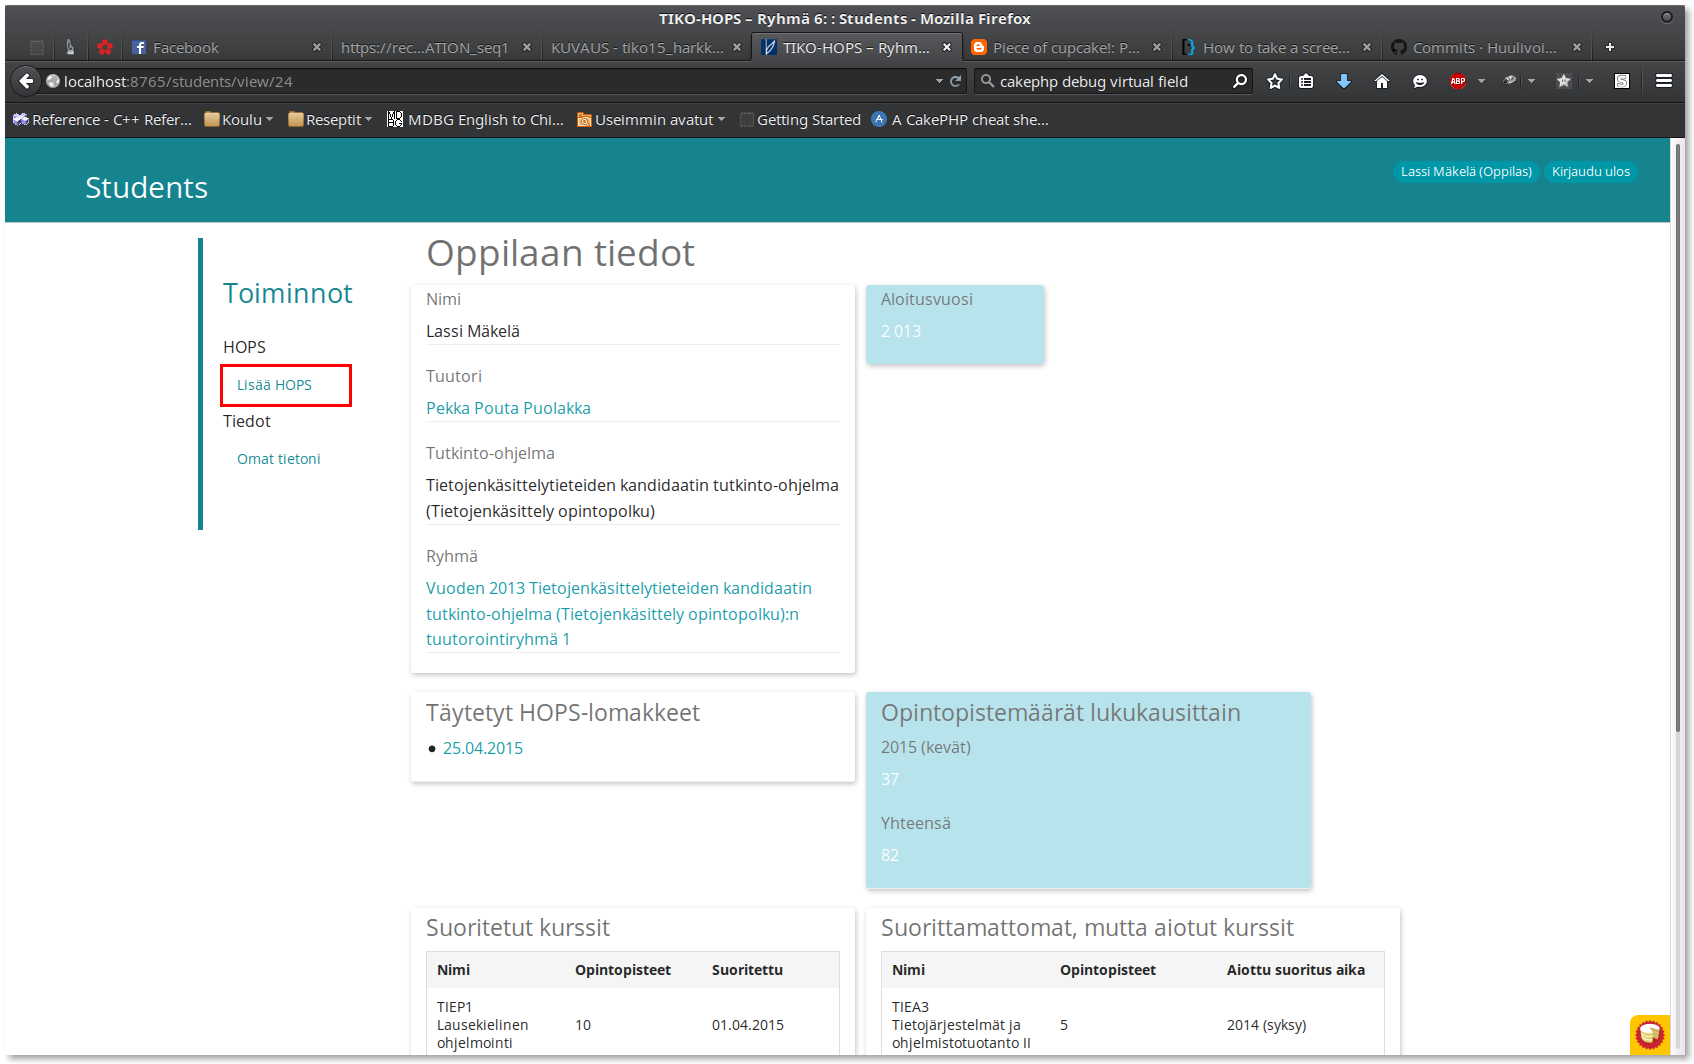 TIKO-HOPS – Ryhmä 6: : Students - Mozilla Firefox
Facebook
https://rec...ATION_seq1
KUVAUS - tiko15_harkk...
TIKO-HOPS – Ryhm...
Piece of cupcake!: P...
How to take a scree...
Commits · Huulivoi...
localhost:8765/students/view/24
cakephp debug virtual field
ABP
S
Reference - C++ Refer...
Koulu
Reseptit
MDBG English to Chi...
Useimmin avatut
Getting Started
A CakePHP cheat she...
Students
Lassi Mäkelä (Oppilas)
Kirjaudu ulos
Toiminnot
HOPS
Lisää HOPS
Tiedot
Omat tietoni
Oppilaan tiedot
Nimi
Lassi Mäkelä
Tuutori
Pekka Pouta Puolakka
Tutkinto-ohjelma
Tietojenkäsittelytieteiden kandidaatin tutkinto-ohjelma
(Tietojenkäsittely opintopolku)
Ryhmä
Vuoden 2013 Tietojenkäsittelytieteiden kandidaatin
tutkinto-ohjelma (Tietojenkäsittely opintopolku):n
tuutorointiryhmä 1
Aloitusvuosi
2 013
Täytetyt HOPS-lomakkeet
25.04.2015
Opintopistemäärät lukukausittain
2015 (kevät)
37
Yhteensä
82
Suoritetut kurssit
Nimi Opintopisteet Suoritettu
TIEP1
Lausekielinen
ohjelmointi
10
01.04.2015
Suorittamattomat, mutta aiotut kurssit
Nimi Opintopisteet Aiottu suoritus aika
TIEA3
Tietojärjestelmät ja
ohjelmistotuotanto II
5
2014 (syksy)